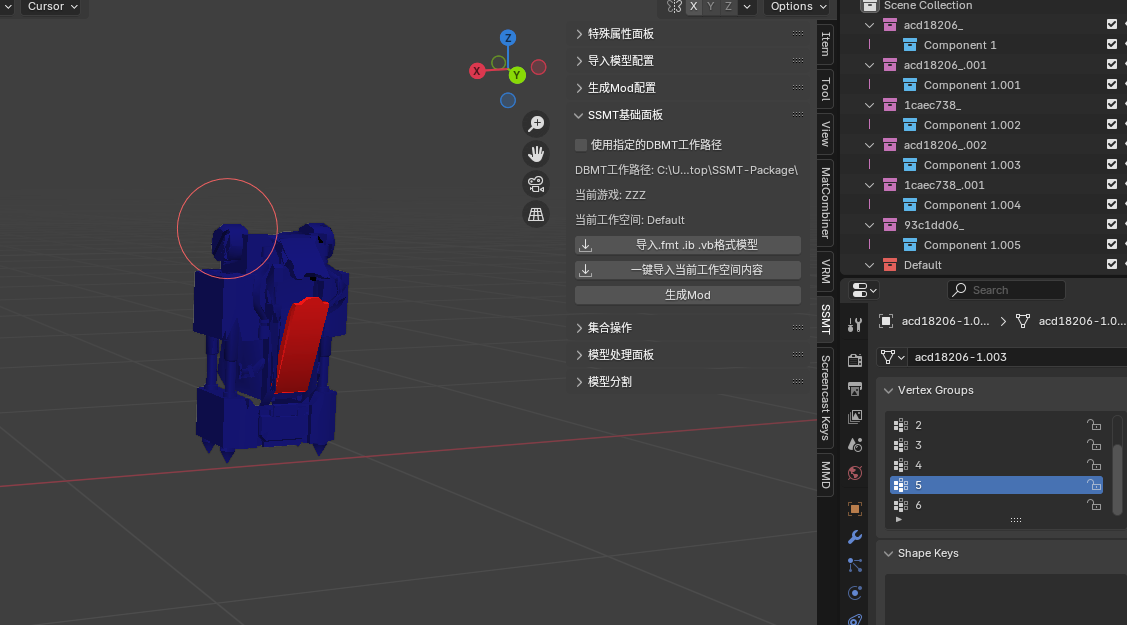 Cursor
X Y Z
Options
Z
X
Y
特殊属性面板
导入模型配置
生成Mod配置
SSMT基础面板
使用指定的DBMT工作路径
DBMT工作路径: C:\U...top\SSMT-Package\
当前游戏: ZZZ
当前工作空间: Default
导入.fmt .ib .vb格式模型
一键导入当前工作空间内容
生成Mod
集合操作
模型处理面板
模型分割
Item
Tool
View
MatCombiner
VRM
SSMT
Screencast Keys
MMD
Scene Collection
acd18206_
Component 1
acd18206_.001
Component 1.001
1caec738_
Component 1.002
acd18206_.002
Component 1.003
1caec738_.001
Component 1.004
93c1dd06_
Component 1.005
Default
Search
acd18206-1.0... acd18206-1.0...
acd18206-1.003
Vertex Groups
2
3
4
5
6
Shape Keys